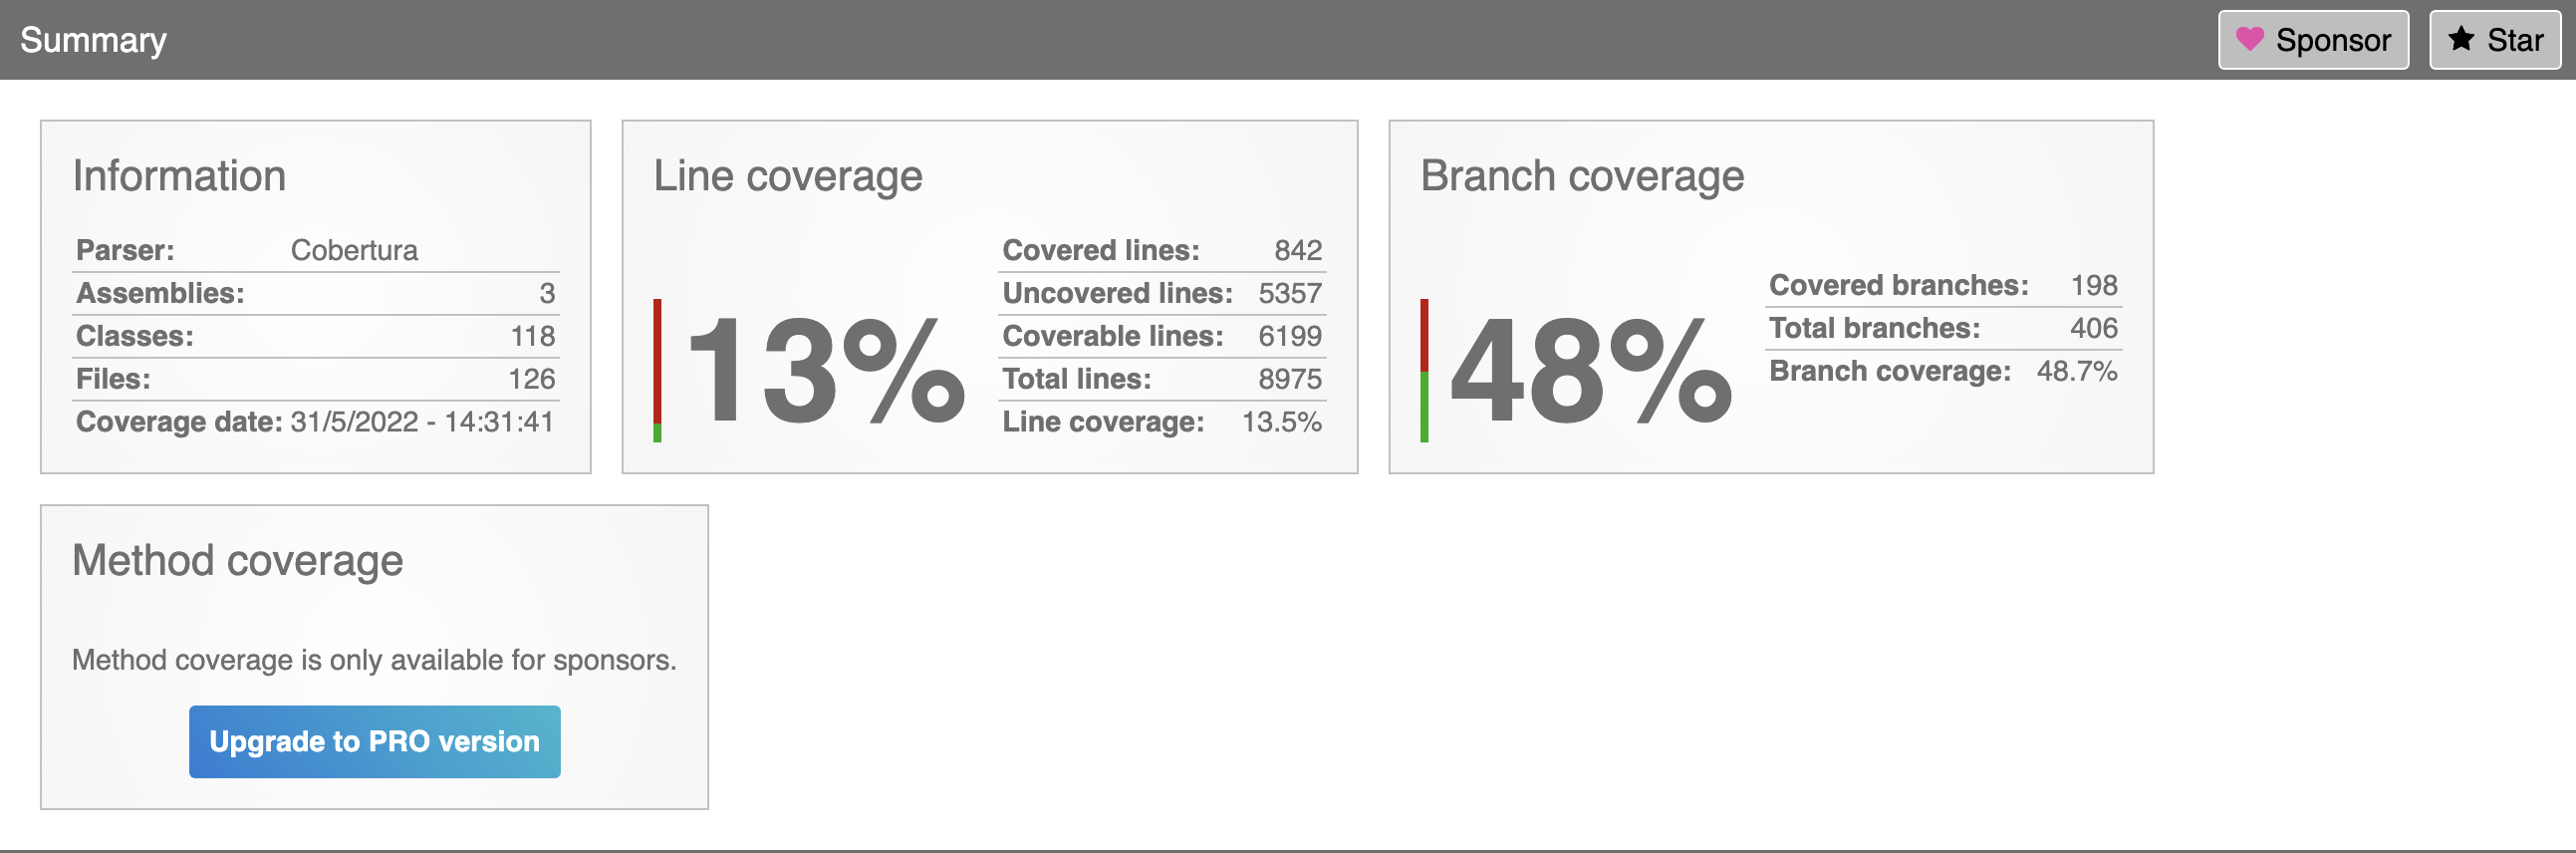 Summary
Sponsor
Star
Information
Parser: Cobertura
Assemblies: 3
Classes: 118
Files: 126
Coverage date: 31/5/2022 - 14:31:41
Line coverage
13%
Covered lines: 842
Uncovered lines: 5357
Coverable lines: 6199
Total lines: 8975
Line coverage: 13.5%
Branch coverage
48%
Covered branches: 198
Total branches: 406
Branch coverage: 48.7%
Method coverage
Method coverage is only available for sponsors.
Upgrade to PRO version